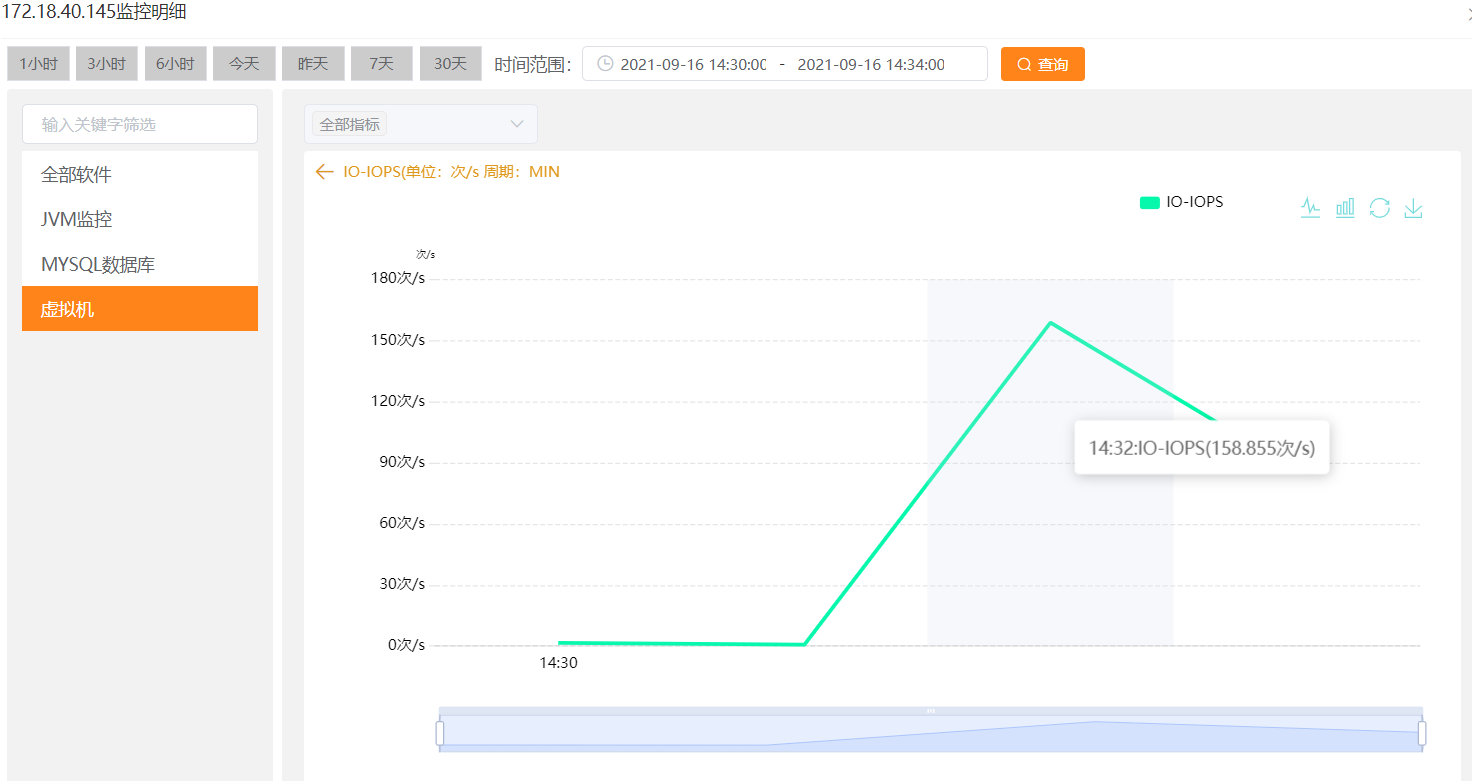 172.18.40.145监控明细
1小时 3小时 6小时 今天 昨天 7天 30天 时间范围： 2021-09-16 14:30:00 - 2021-09-16 14:34:00 查询
输入关键字筛选
全部软件
JVM监控
MYSQL数据库
虚拟机
全部指标
IO-IOPS(单位：次/s 周期：MIN
IO-IOPS
次/s
180次/s
150次/s
120次/s
90次/s
60次/s
30次/s
0次/s
14:32:IO-IOPS(158.855次/s)
14:30